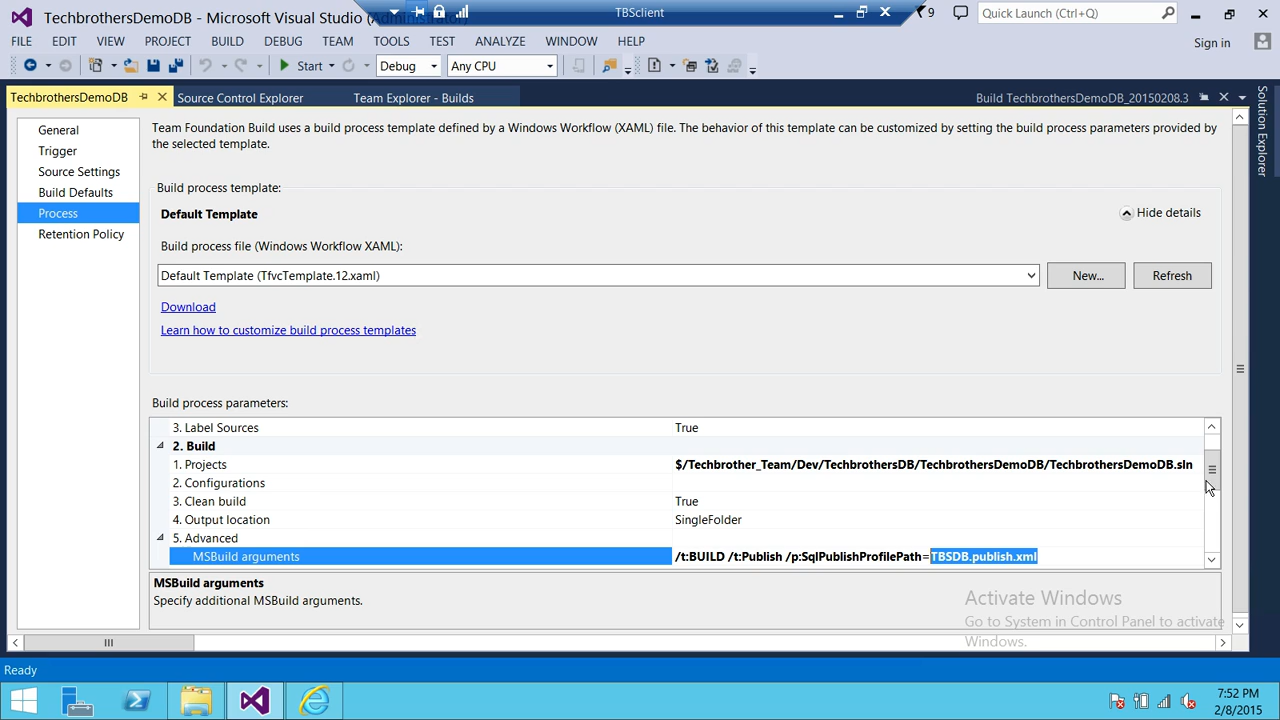 TechbrothersDemoDB - Microsoft Visual Studio (Administrator)
TBSclient
9
Quick Launch (Ctrl+Q)
FILE EDIT VIEW PROJECT BUILD DEBUG TEAM TOOLS TEST ANALYZE WINDOW HELP
Sign in
Start Debug Any CPU
TechbrothersDemoDB Source Control Explorer Team Explorer - Builds Build TechbrothersDemoDB_20150208.3
Solution Explorer
General
Trigger
Source Settings
Build Defaults
Process
Retention Policy
Team Foundation Build uses a build process template defined by a Windows Workflow (XAML) file. The behavior of this template can be customized by setting the build process parameters provided by
the selected template.
Build process template:
Default Template
Hide details
Build process file (Windows Workflow XAML):
Default Template (TfvcTemplate.12.xaml)
New... Refresh
Download
Learn how to customize build process templates
Build process parameters:
3. Label Sources True
2. Build
1. Projects $/Techbrother_Team/Dev/TechbrothersDB/TechbrothersDemoDB/TechbrothersDemoDB.sln
2. Configurations
3. Clean build True
4. Output location SingleFolder
5. Advanced
MSBuild arguments /t:BUILD /t:Publish /p:SqlPublishProfilePath=TBSDB.publish.xml
MSBuild arguments
Specify additional MSBuild arguments.
Activate Windows
Go to System in Control Panel to activate
Windows.
Ready
7:52 PM
2/8/2015